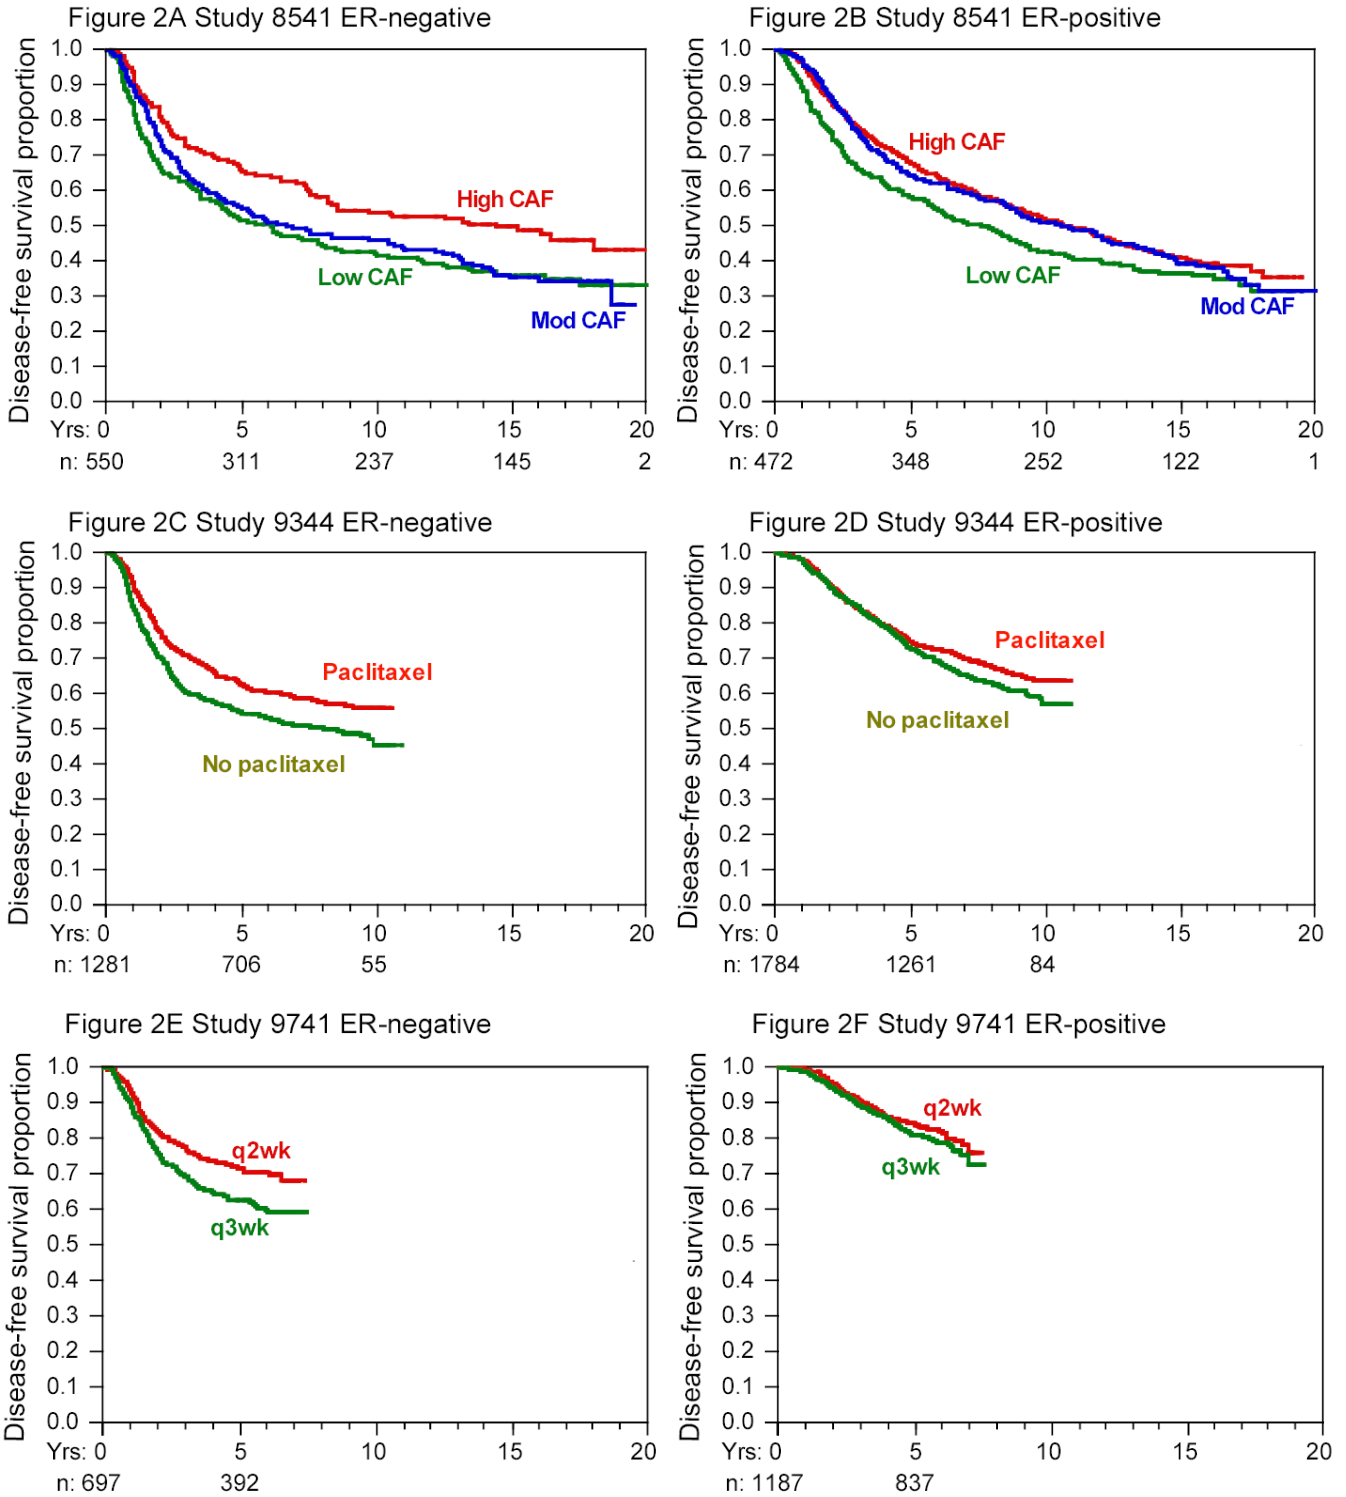 Figure 2A Study 8541 ER-negative
Disease-free survival proportion
1.0
0.9
0.8
0.7
0.6
0.5
0.4
0.3
0.2
0.1
0.0
High CAF
Low CAF
Mod CAF
Yrs: 0 5 10 15 20
n: 550 311 237 145 2
Figure 2B Study 8541 ER-positive
Disease-free survival proportion
1.0
0.9
0.8
0.7
0.6
0.5
0.4
0.3
0.2
0.1
0.0
High CAF
Low CAF
Mod CAF
Yrs: 0 5 10 15 20
n: 472 348 252 122 1
Figure 2C Study 9344 ER-negative
Disease-free survival proportion
1.0
0.9
0.8
0.7
0.6
0.5
0.4
0.3
0.2
0.1
0.0
Paclitaxel
No paclitaxel
Yrs: 0 5 10 15 20
n: 1281 706 55
Figure 2D Study 9344 ER-positive
Disease-free survival proportion
1.0
0.9
0.8
0.7
0.6
0.5
0.4
0.3
0.2
0.1
0.0
Paclitaxel
No paclitaxel
Yrs: 0 5 10 15 20
n: 1784 1261 84
Figure 2E Study 9741 ER-negative
Disease-free survival proportion
1.0
0.9
0.8
0.7
0.6
0.5
0.4
0.3
0.2
0.1
0.0
q2wk
q3wk
Yrs: 0 5 10 15 20
n: 697 392
Figure 2F Study 9741 ER-positive
Disease-free survival proportion
1.0
0.9
0.8
0.7
0.6
0.5
0.4
0.3
0.2
0.1
0.0
q2wk
q3wk
Yrs: 0 5 10 15 20
n: 1187 837